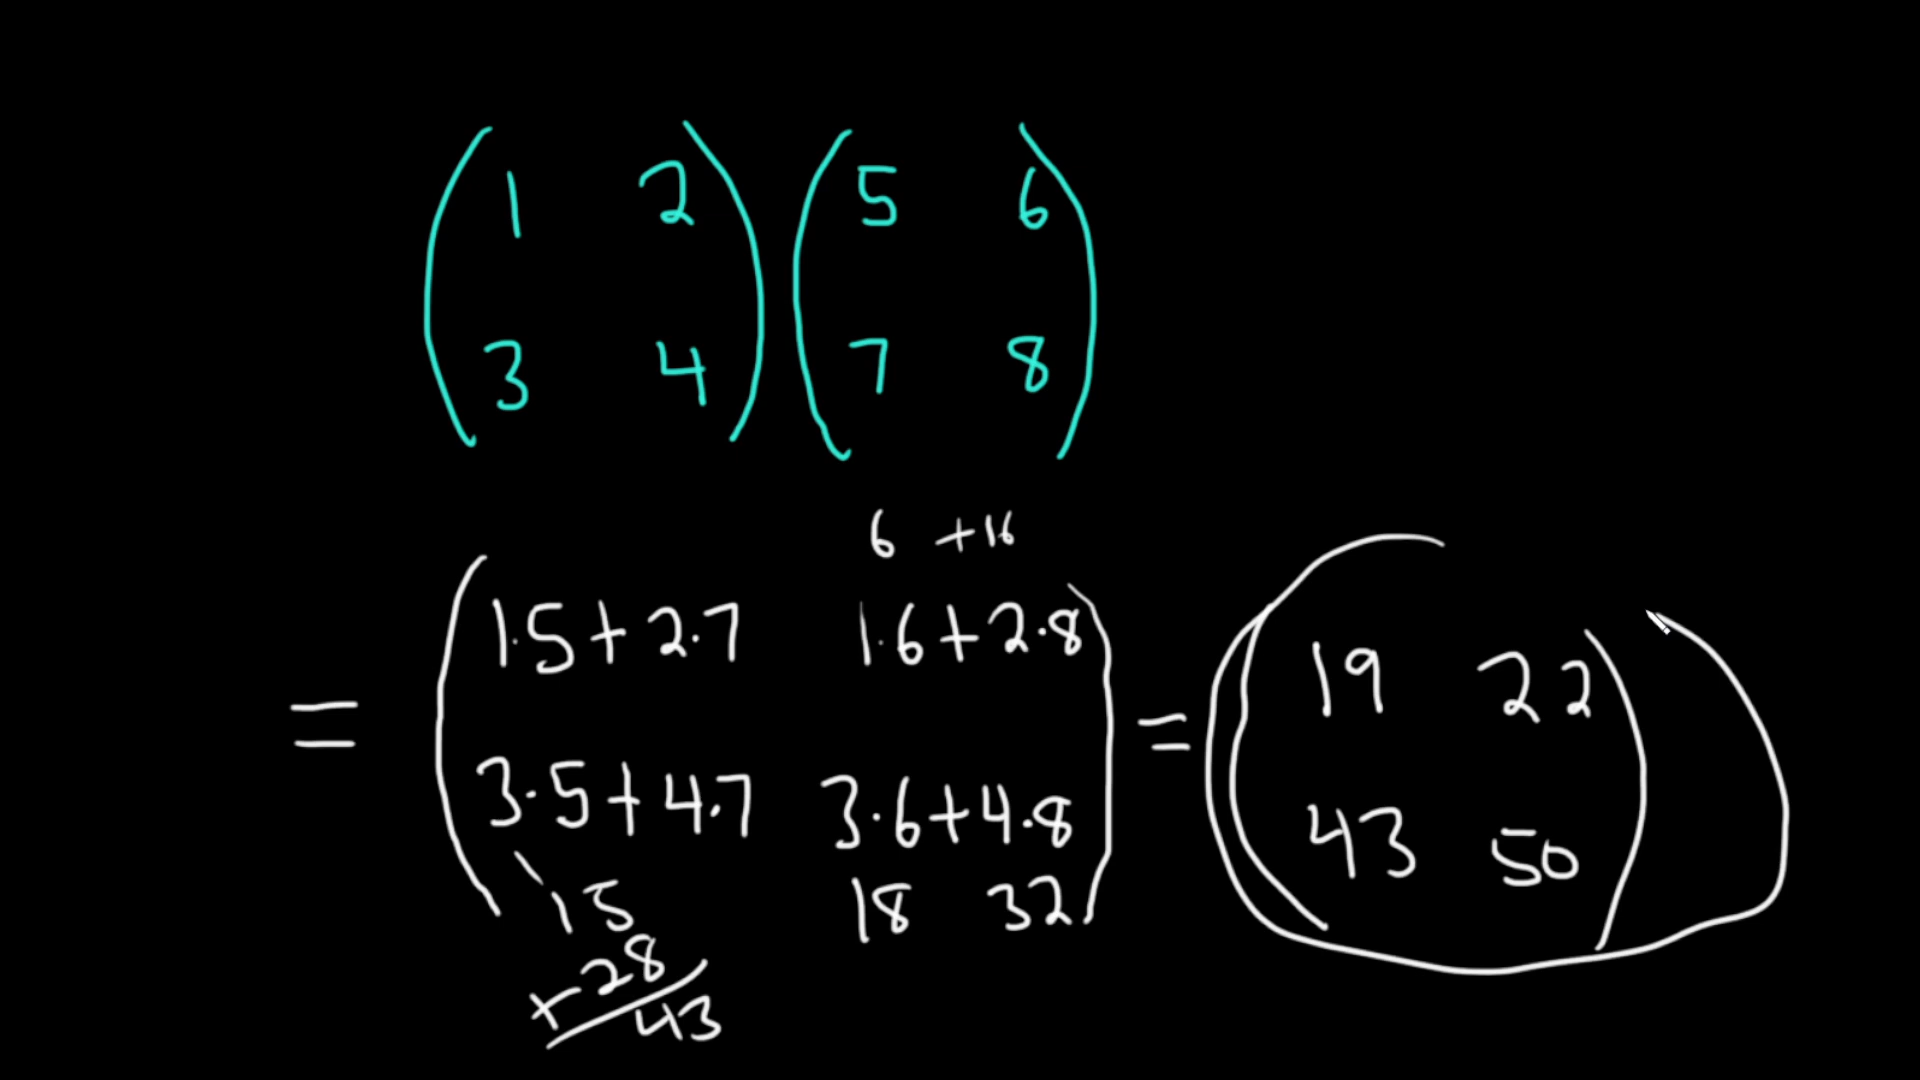 ( 1 2 ) ( 5 6 )
( 3 4 ) ( 7 8 )
6 +16
( 1·5+2·7 1·6+2·8 ) ( 19 22 )
= =
( 3·5+4·7 3·6+4·8 ) ( 43 50 )
15 18 32
+28
43